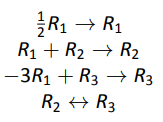 ½R₁ → R₁
R₁ + R₂ → R₂
−3R₁ + R₃ → R₃
R₂ ↔ R₃